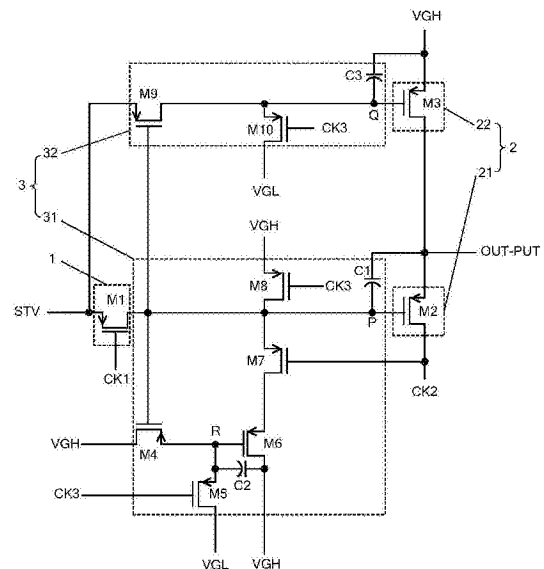 VGH
C3
M9
M3
Q
22
M10
CK3
32
2
VGL
3
21
31
VGH
1
C1
OUT-PUT
M8
CK3
STV
M1
M2
P
M7
CK1
CK2
R
VGH
M6
M4
C2
M5
CK3
VGL
VGH